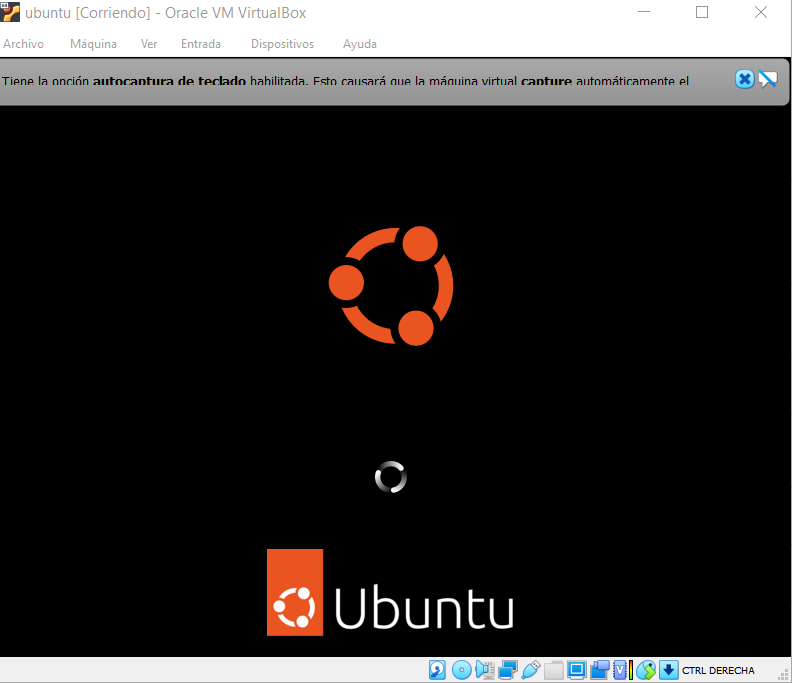 ubuntu [Corriendo] - Oracle VM VirtualBox
Archivo Máquina Ver Entrada Dispositivos Ayuda
Tiene la opción autocaptura de teclado habilitada. Esto causará que la máquina virtual capture automáticamente el
Ubuntu
CTRL DERECHA